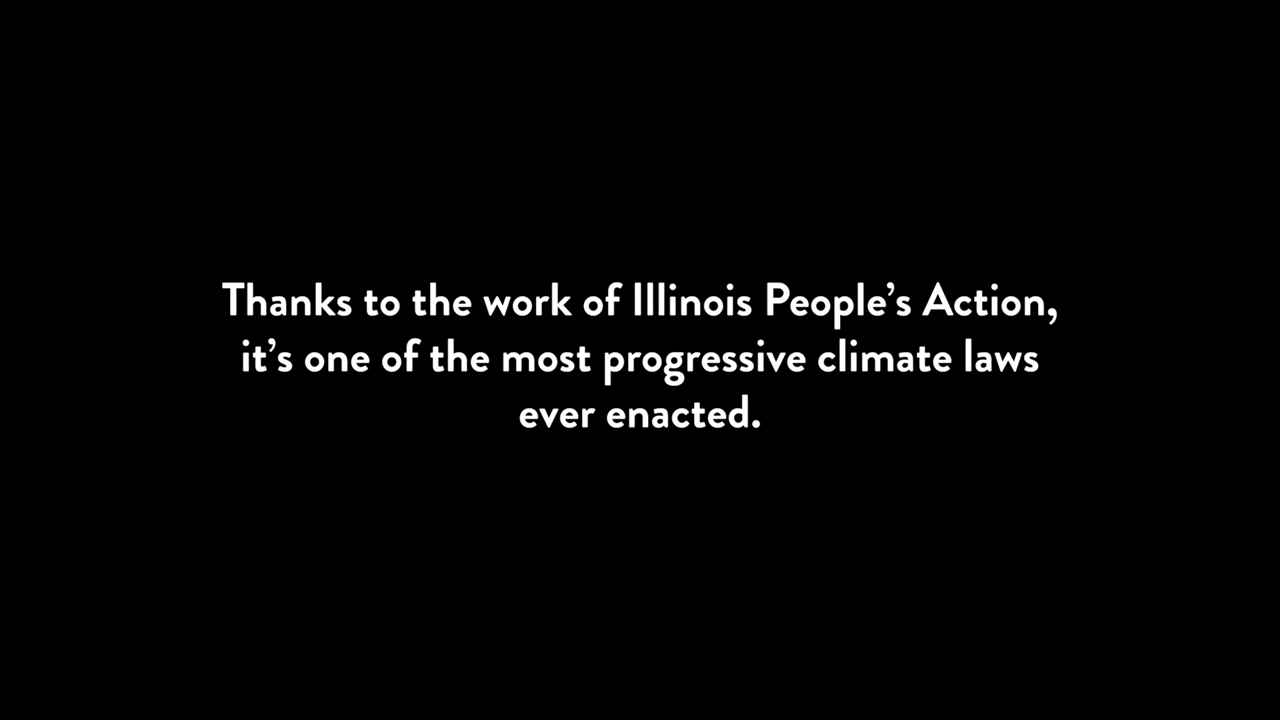 Thanks to the work of Illinois People’s Action,
it’s one of the most progressive climate laws
ever enacted.